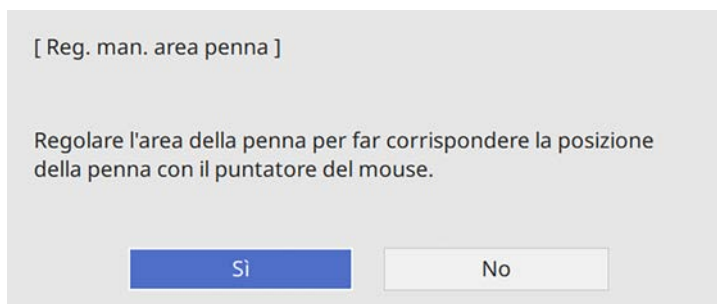 [ Reg. man. area penna ]
Regolare l'area della penna per far corrispondere la posizione
della penna con il puntatore del mouse.
Sì
No